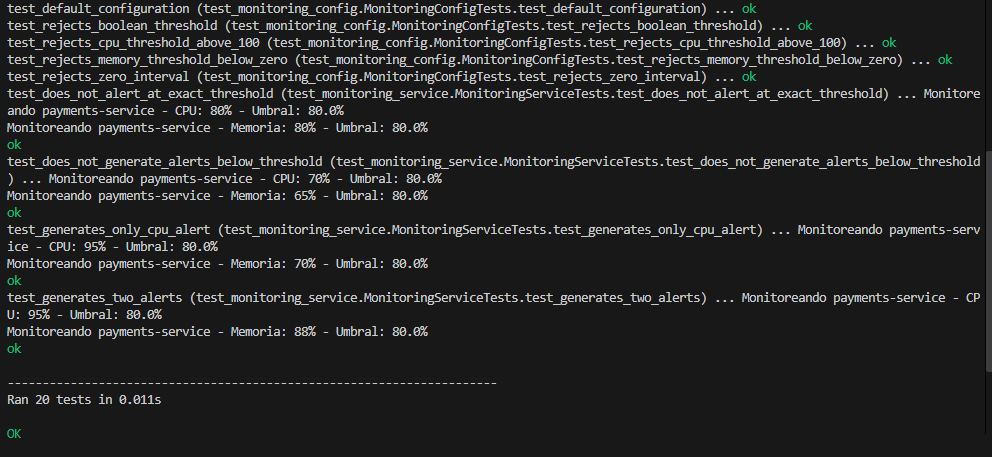 test_default_configuration (test_monitoring_config.MonitoringConfigTests.test_default_configuration) ... ok
test_rejects_boolean_threshold (test_monitoring_config.MonitoringConfigTests.test_rejects_boolean_threshold) ... ok
test_rejects_cpu_threshold_above_100 (test_monitoring_config.MonitoringConfigTests.test_rejects_cpu_threshold_above_100) ... ok
test_rejects_memory_threshold_below_zero (test_monitoring_config.MonitoringConfigTests.test_rejects_memory_threshold_below_zero) ... ok
test_rejects_zero_interval (test_monitoring_config.MonitoringConfigTests.test_rejects_zero_interval) ... ok
test_does_not_alert_at_exact_threshold (test_monitoring_service.MonitoringServiceTests.test_does_not_alert_at_exact_threshold) ... Monitore
ando payments-service - CPU: 80% - Umbral: 80.0%
Monitoreando payments-service - Memoria: 80% - Umbral: 80.0%
ok
test_does_not_generate_alerts_below_threshold (test_monitoring_service.MonitoringServiceTests.test_does_not_generate_alerts_below_threshold
) ... Monitoreando payments-service - CPU: 70% - Umbral: 80.0%
Monitoreando payments-service - Memoria: 65% - Umbral: 80.0%
ok
test_generates_only_cpu_alert (test_monitoring_service.MonitoringServiceTests.test_generates_only_cpu_alert) ... Monitoreando payments-serv
ice - CPU: 95% - Umbral: 80.0%
Monitoreando payments-service - Memoria: 70% - Umbral: 80.0%
ok
test_generates_two_alerts (test_monitoring_service.MonitoringServiceTests.test_generates_two_alerts) ... Monitoreando payments-service - CP
U: 95% - Umbral: 80.0%
Monitoreando payments-service - Memoria: 88% - Umbral: 80.0%
ok
----------------------------------------------------------------------
Ran 20 tests in 0.011s
OK